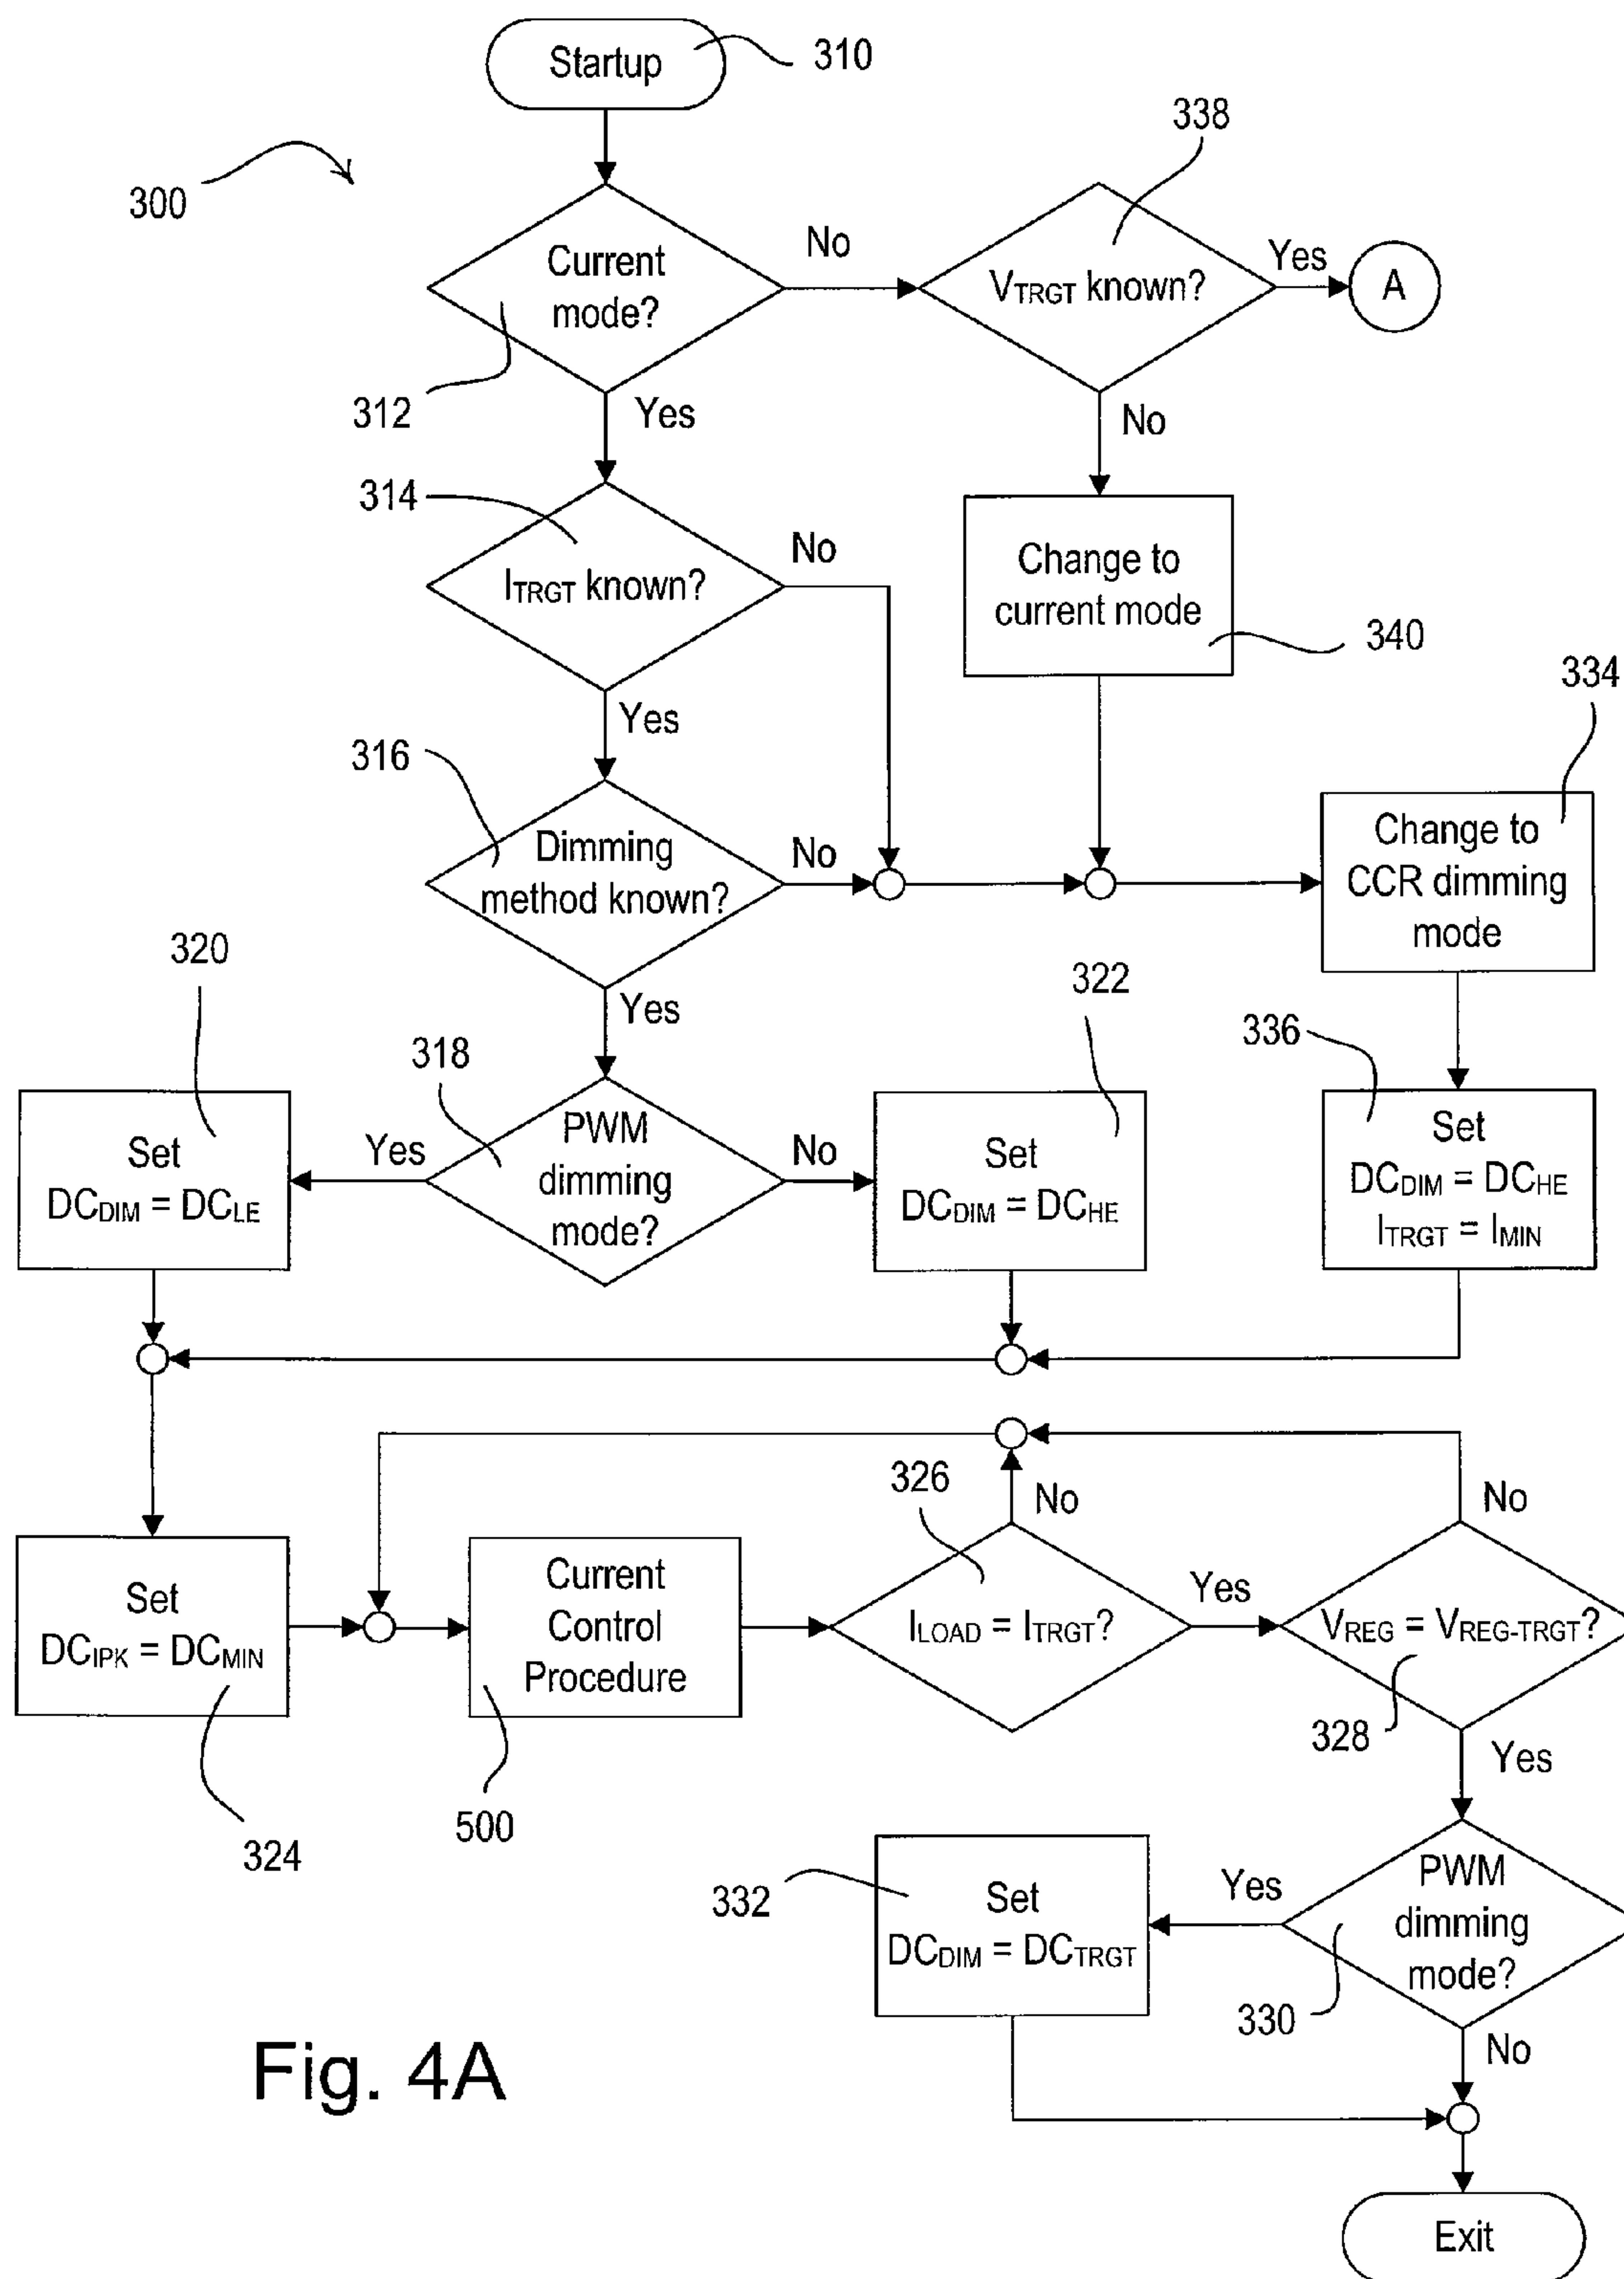 Startup
310
300
338
Current
mode?
No
VTRGT known?
Yes
A
312
Yes
No
314
ITRGT known?
No
Change to
current mode
340
334
Yes
316
Dimming
method known?
No
Change to
CCR dimming
mode
320
Yes
322
318
336
Set
DCDIM = DCLE
Yes
PWM
dimming
mode?
No
Set
DCDIM = DCHE
Set
DCDIM = DCHE
ITRGT = IMIN
326
No
No
Set
DCIPK = DCMIN
Current
Control
Procedure
ILOAD = ITRGT?
Yes
VREG = VREG-TRGT?
328
Yes
324
500
332
Set
DCDIM = DCTRGT
Yes
PWM
dimming
mode?
330
No
Fig. 4A
Exit